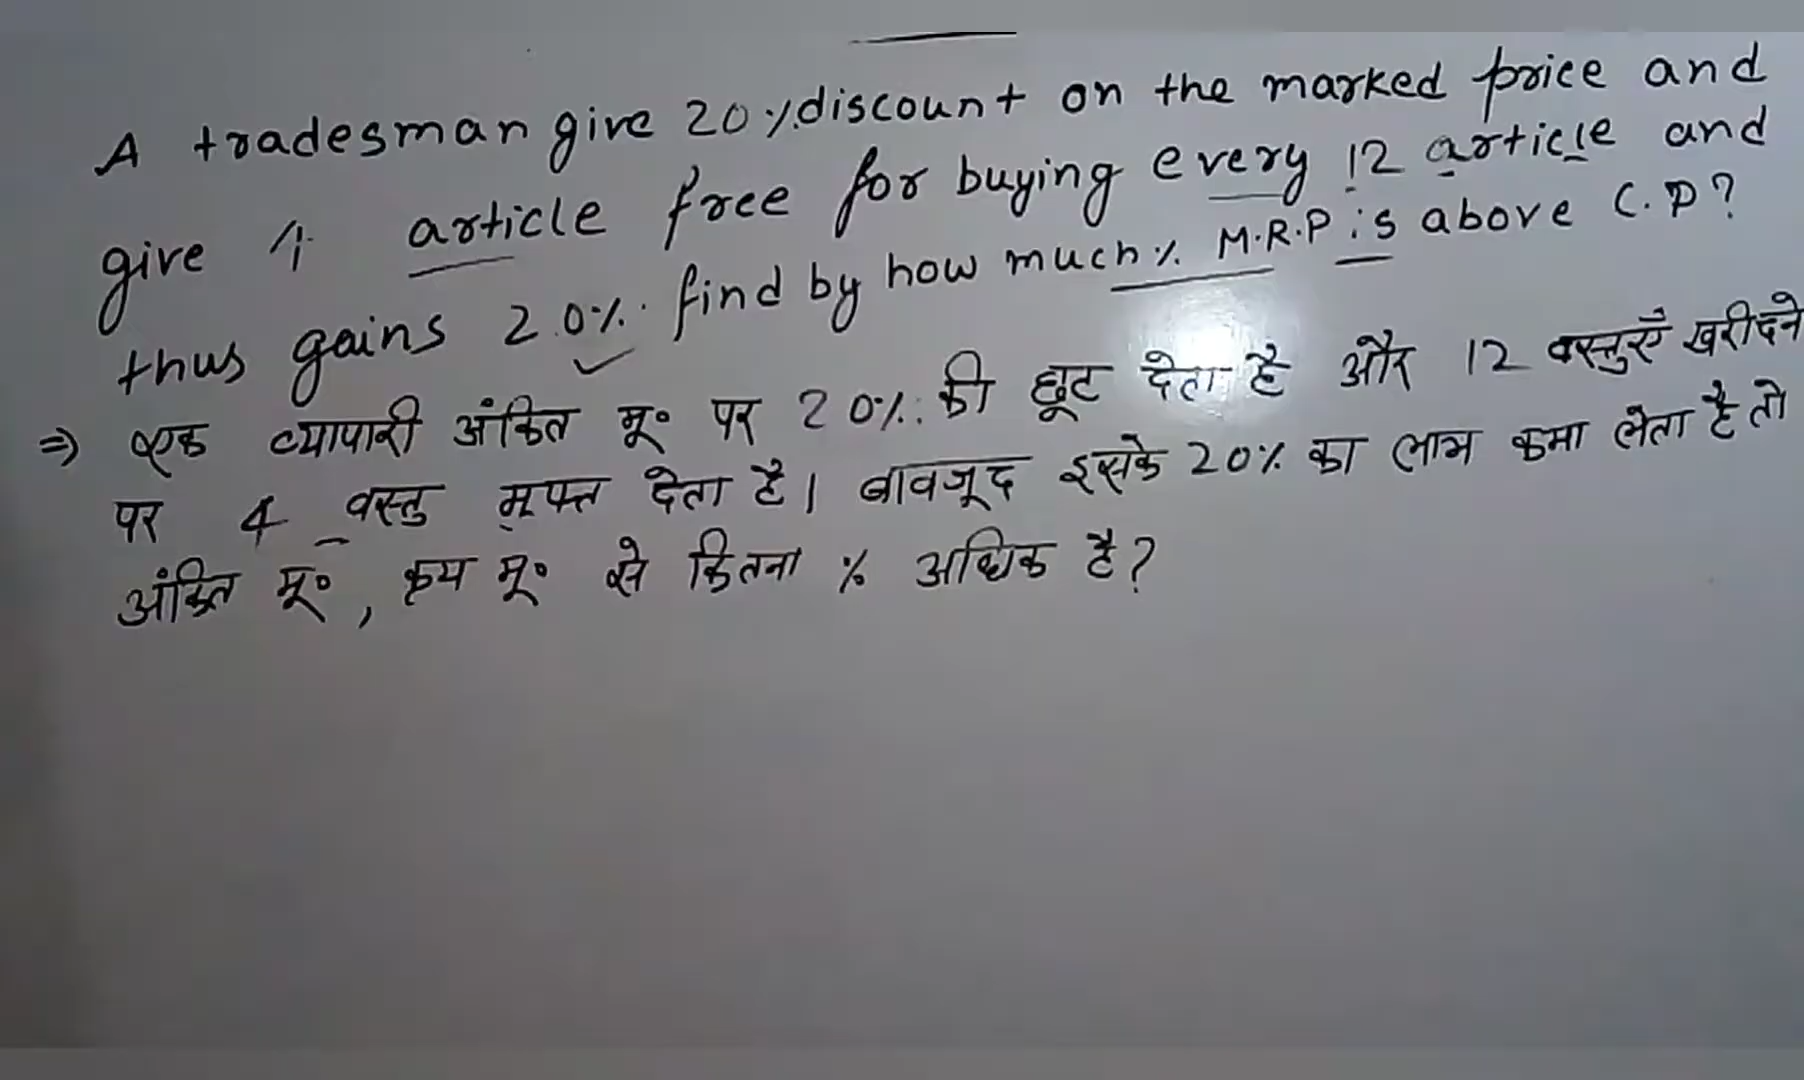 A tradesman give 20% discount on the marked price and
give 4 article free for buying every 12 article and
thus gains 20%. find by how much % M.R.P is above C.P?
⇒ एक व्यापारी अंकित मू॰ पर 20% की छूट देता है और 12 वस्तुएँ खरीदने
पर 4 वस्तु मुफ्त देता है। बावजूद इसके 20% का लाभ कमा लेता है तो
अंकित मू॰, क्रय मू॰ से कितना % अधिक है?